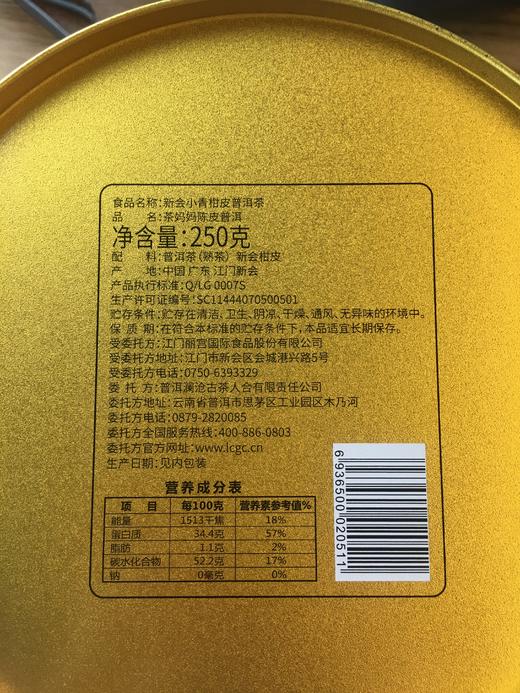 食品名称：新会小青柑皮普洱茶
品　　名：茶妈妈陈皮普洱
净含量：250克
配　　料：普洱茶（熟茶） 新会柑皮
产　　地：中国 广东 江门新会
产品执行标准：Q/LG 0007S
生产许可证编号：SC11444070500501
贮存条件：贮存在清洁、卫生、阴凉、干燥、通风、无异味的环境中。
保 质 期：在符合本标准的贮存条件下，本品适宜长期保存。
受委托方：江门丽宫国际食品股份有限公司
受委托方地址：江门市新会区会城港兴路5号
受委托方电话：0750-6393329
委 托 方：普洱澜沧古茶人合有限责任公司
委托方地址：云南省普洱市思茅区工业园区木乃河
委托方电话：0879-2820085
委托方全国服务热线：400-886-0803
委托方官方网址：www.lcgc.cn
生产日期：见内包装
营养成分表
项　目 每100克 营养素参考值%
能量 1513千焦 18%
蛋白质 34.4克 57%
脂肪 1.1克 2%
碳水化合物 52.2克 17%
钠 0毫克 0%
6 936500 020511